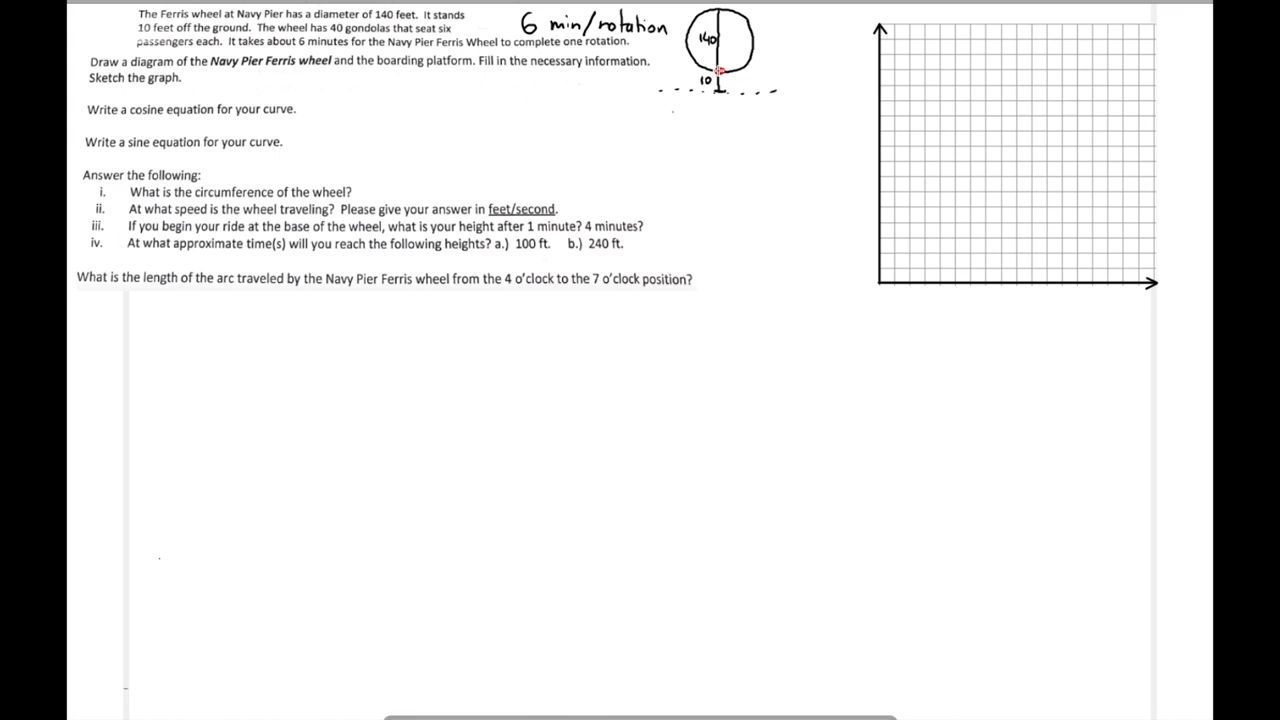 The Ferris wheel at Navy Pier has a diameter of 140 feet. It stands
10 feet off the ground. The wheel has 40 gondolas that seat six
passengers each. It takes about 6 minutes for the Navy Pier Ferris Wheel to complete one rotation.
6 min/rotation
140
10
Draw a diagram of the Navy Pier Ferris wheel and the boarding platform. Fill in the necessary information.
Sketch the graph.
Write a cosine equation for your curve.
Write a sine equation for your curve.
Answer the following:
i. What is the circumference of the wheel?
ii. At what speed is the wheel traveling? Please give your answer in feet/second.
iii. If you begin your ride at the base of the wheel, what is your height after 1 minute? 4 minutes?
iv. At what approximate time(s) will you reach the following heights? a.) 100 ft. b.) 240 ft.
What is the length of the arc traveled by the Navy Pier Ferris wheel from the 4 o'clock to the 7 o'clock position?